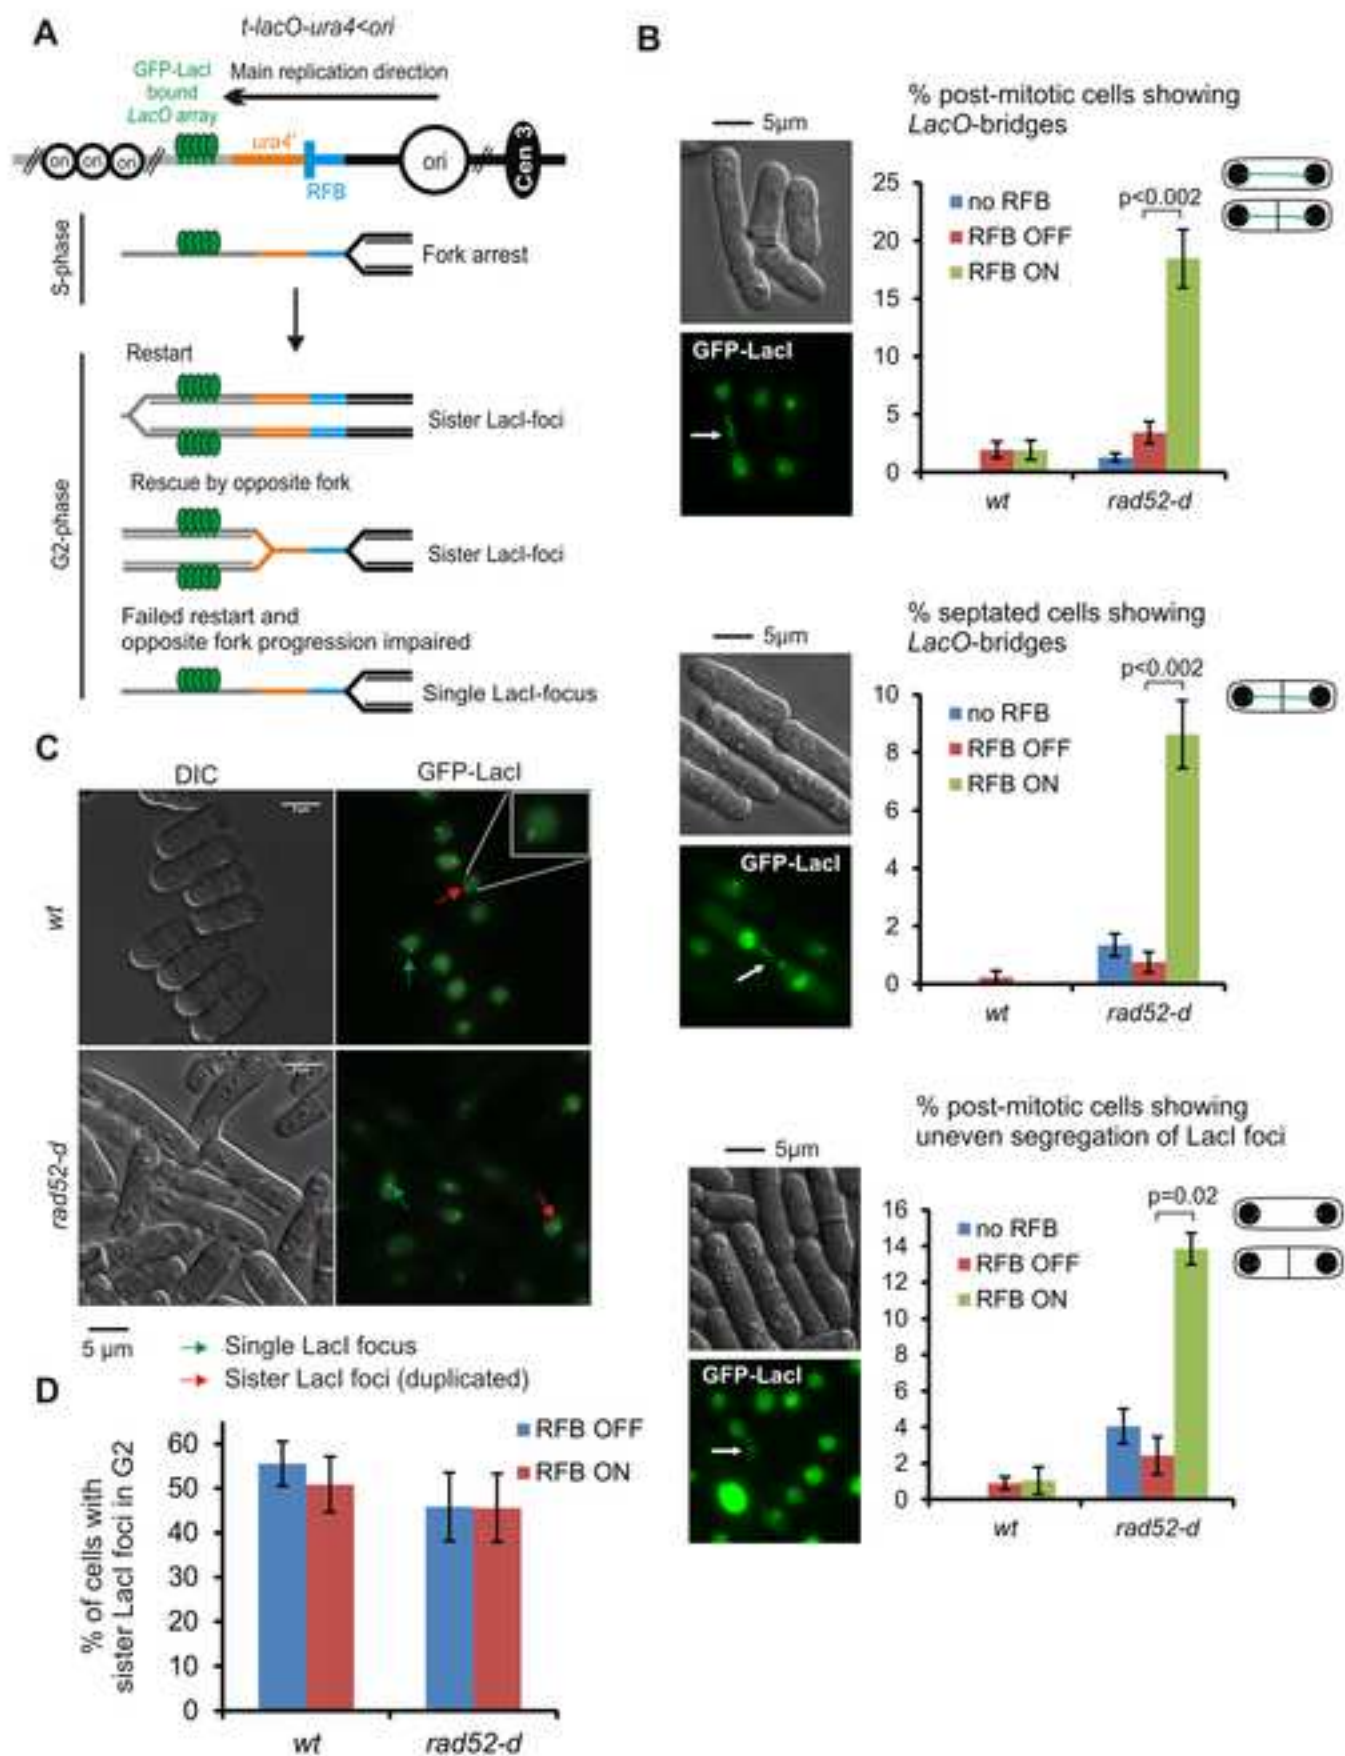 A
t-lacO-ura4<ori
GFP-LacI
bound
LacO array
Main replication direction
ori
ori
ori
ura4+
RFB
ori
Cen 3
S-phase
Fork arrest
G2-phase
Restart
Sister LacI-foci
Rescue by opposite fork
Sister LacI-foci
Failed restart and
opposite fork progression impaired
Single LacI-focus
B
5µm
GFP-LacI
% post-mitotic cells showing
LacO-bridges
25
20
15
10
5
0
no RFB
RFB OFF
RFB ON
p<0.002
wt
rad52-d
5µm
GFP-LacI
% septated cells showing
LacO-bridges
10
8
6
4
2
0
no RFB
RFB OFF
RFB ON
p<0.002
wt
rad52-d
5µm
GFP-LacI
% post-mitotic cells showing
uneven segregation of LacI foci
16
14
12
10
8
6
4
2
0
no RFB
RFB OFF
RFB ON
p=0.02
wt
rad52-d
C
DIC
GFP-LacI
wt
rad52-d
5 µm
Single LacI focus
Sister LacI foci (duplicated)
D
% of cells with
sister LacI foci in G2
60
50
40
30
20
10
0
RFB OFF
RFB ON
wt
rad52-d